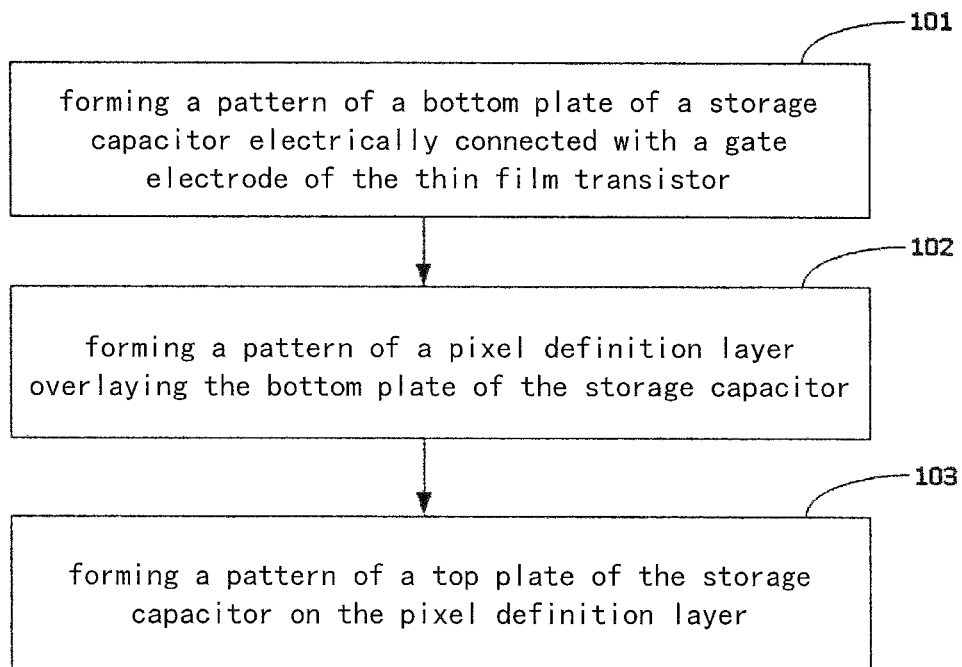 101
forming a pattern of a bottom plate of a storage
capacitor electrically connected with a gate
electrode of the thin film transistor
102
forming a pattern of a pixel definition layer
overlaying the bottom plate of the storage capacitor
103
forming a pattern of a top plate of the storage
capacitor on the pixel definition layer